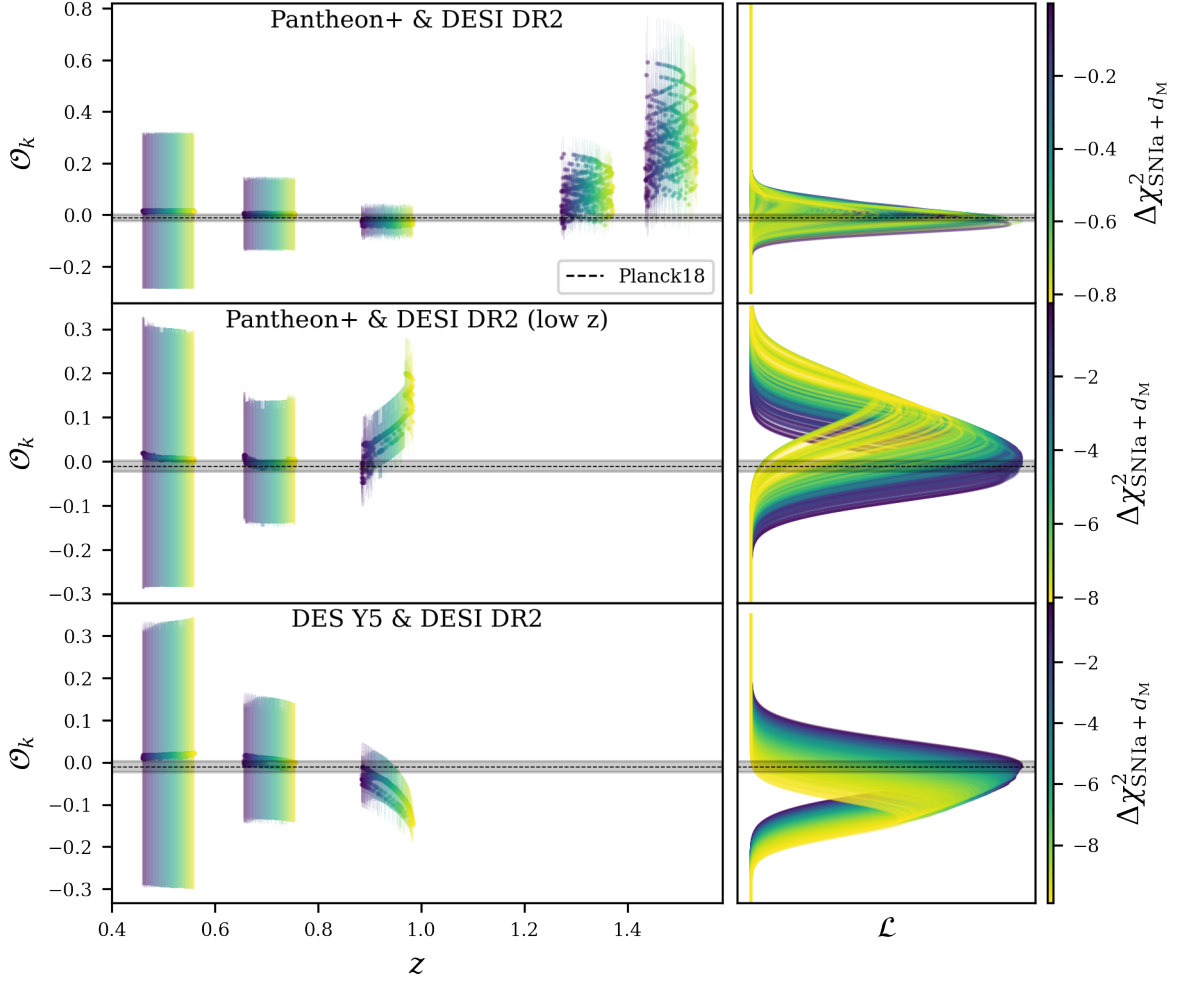 Pantheon+ & DESI DR2
0.8
0.6
0.4
0.2
0.0
−0.2
𝒪k
Planck18
−0.2
−0.4
−0.6
−0.8
Δχ²SNIa + dM
Pantheon+ & DESI DR2 (low z)
0.3
0.2
0.1
0.0
−0.1
−0.2
−0.3
𝒪k
−2
−4
−6
−8
Δχ²SNIa + dM
DES Y5 & DESI DR2
0.3
0.2
0.1
0.0
−0.1
−0.2
−0.3
𝒪k
−2
−4
−6
−8
Δχ²SNIa + dM
0.4 0.6 0.8 1.0 1.2 1.4
z
ℒ